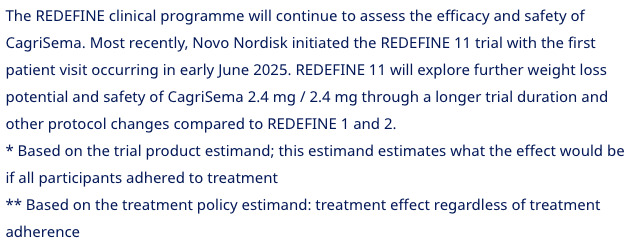 The REDEFINE clinical programme will continue to assess the efficacy and safety of
CagriSema. Most recently, Novo Nordisk initiated the REDEFINE 11 trial with the first
patient visit occurring in early June 2025. REDEFINE 11 will explore further weight loss
potential and safety of CagriSema 2.4 mg / 2.4 mg through a longer trial duration and
other protocol changes compared to REDEFINE 1 and 2.
* Based on the trial product estimand; this estimand estimates what the effect would be
if all participants adhered to treatment
** Based on the treatment policy estimand: treatment effect regardless of treatment
adherence